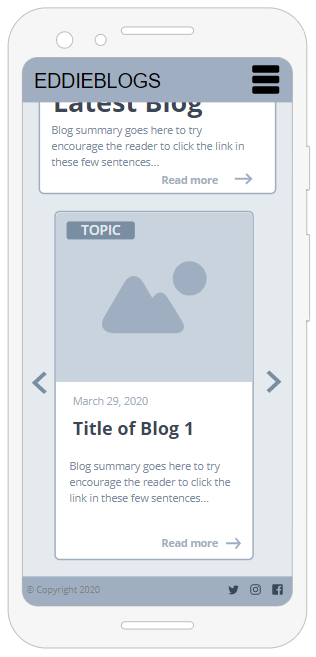 EDDIEBLOGS
Latest Blog
Blog summary goes here to try
encourage the reader to click the link in
these few sentences...
Read more
TOPIC
March 29, 2020
Title of Blog 1
Blog summary goes here to try
encourage the reader to click the
link in these few sentences...
Read more
© Copyright 2020